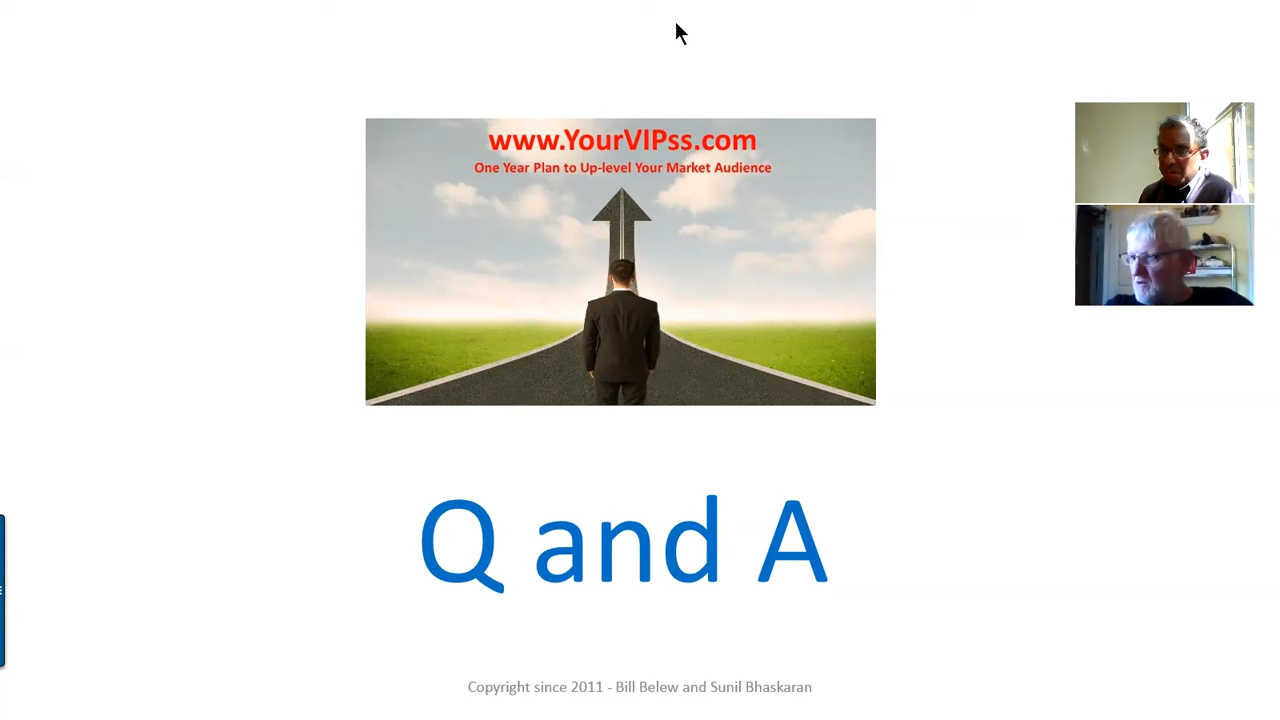 www.YourVIPss.com
One Year Plan to Up-level Your Market Audience
Q and A
Copyright since 2011 - Bill Belew and Sunil Bhaskaran